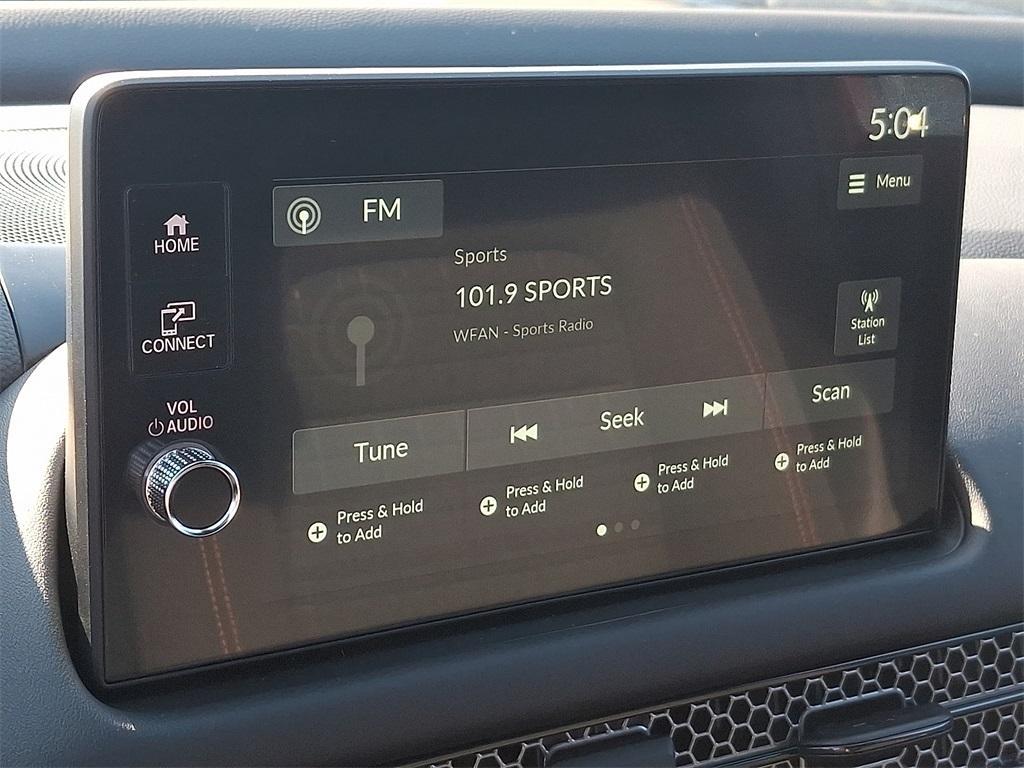 5:04
Menu
FM
HOME
Sports
101.9 SPORTS
WFAN - Sports Radio
Station
List
CONNECT
VOL
AUDIO
Tune
Seek
Scan
Press & Hold
to Add
Press & Hold
to Add
Press & Hold
to Add
Press & Hold
to Add